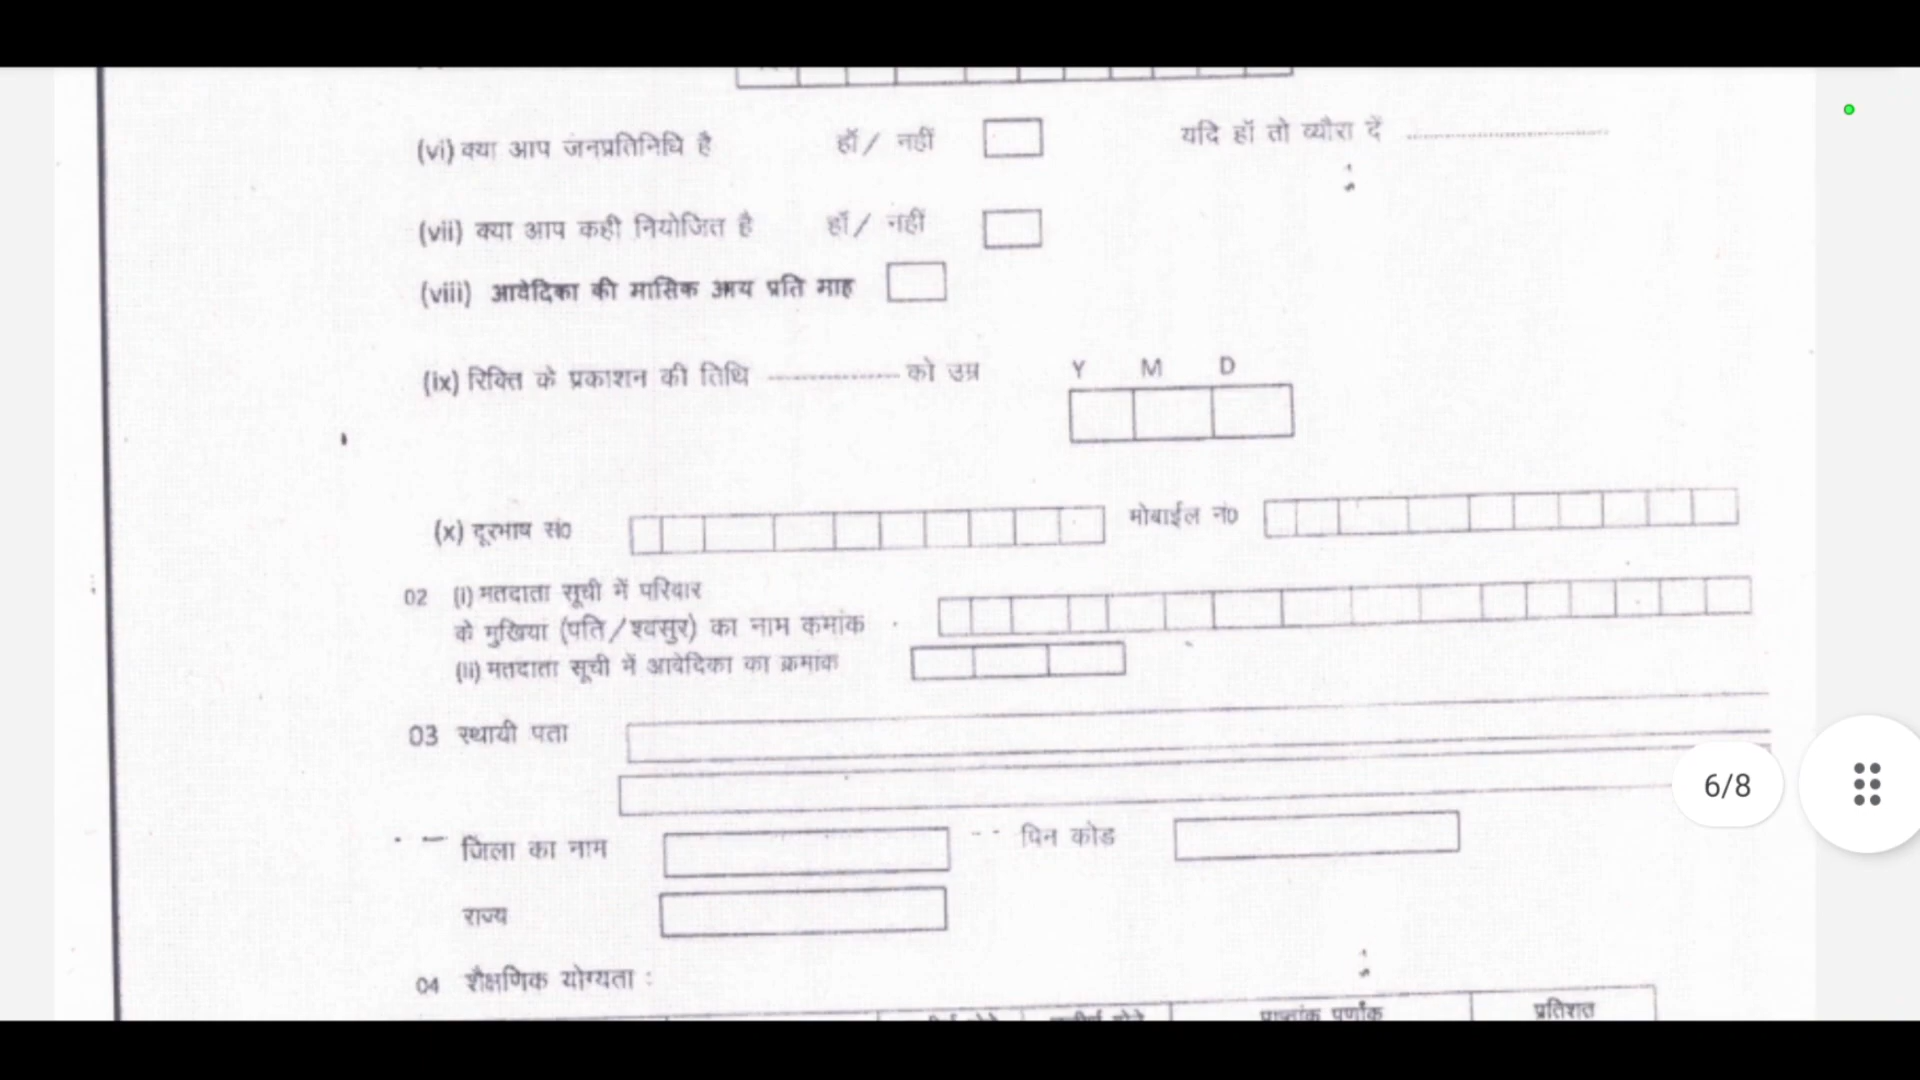 (vi) क्या आप जनप्रतिनिधि है हॉ / नहीं यदि हॉ तो व्यौरा दें ........................
(vii) क्या आप कही नियोजित है हॉ / नहीं
(viii) आवेदिका की मासिक आय प्रति माह
(ix) रिक्ति के प्रकाशन की तिथि ---------------- को उम्र Y M D
(x) दूरभाष सं0 मोबाईल नं0
02 (i) मतदाता सूची में परिवार
के मुखिया (पति/श्वसुर) का नाम कमांक
(ii) मतदाता सूची में आवेदिका का क्रमांक
03 स्थायी पता
जिला का नाम पिन कोड
राज्य
04 शैक्षणिक योग्यता :
प्राप्तांक पूर्णांक प्रतिशत
6/8